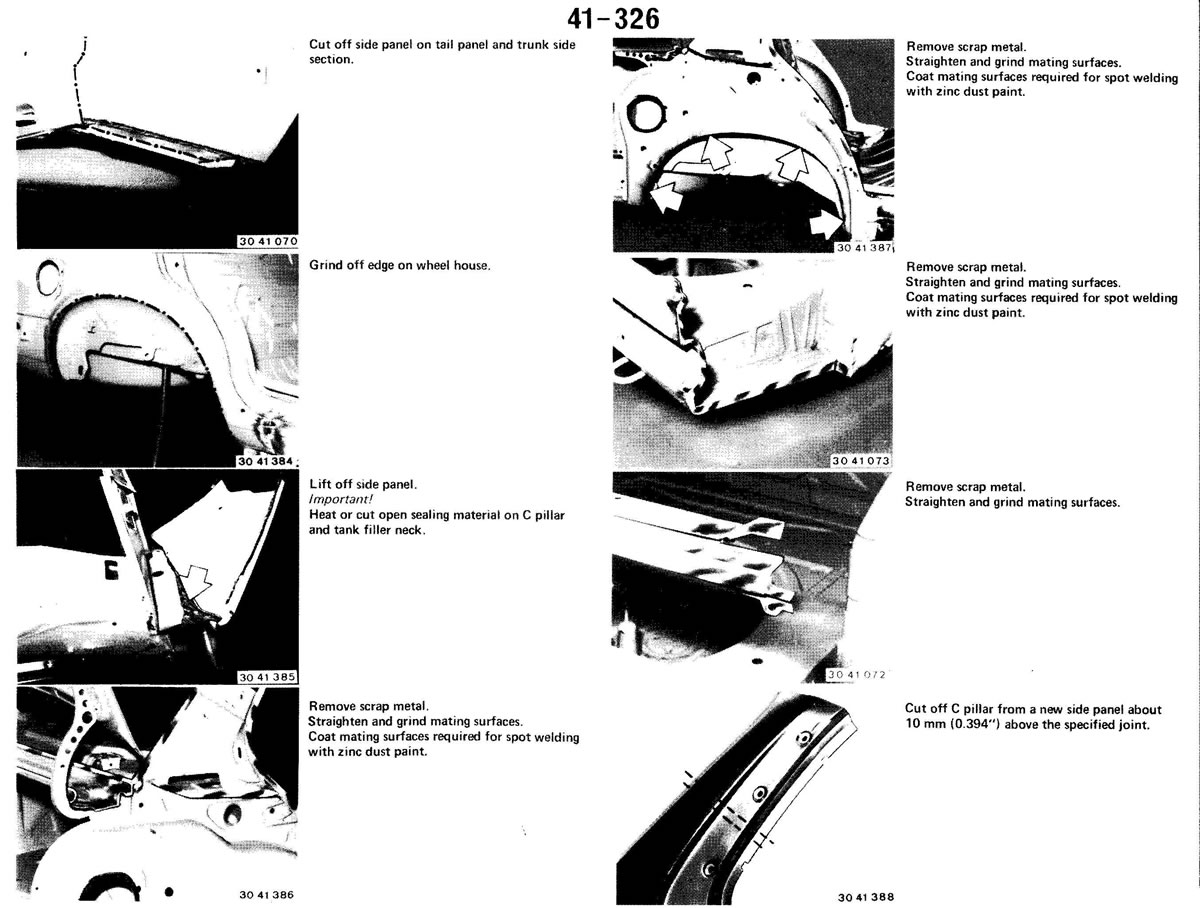 41-326
Cut off side panel on tail panel and trunk side
section.
30 41 070
Grind off edge on wheel house.
30 41 384
Lift off side panel.
Important!
Heat or cut open sealing material on C pillar
and tank filler neck.
30 41 385
Remove scrap metal.
Straighten and grind mating surfaces.
Coat mating surfaces required for spot welding
with zinc dust paint.
30 41 386
Remove scrap metal.
Straighten and grind mating surfaces.
Coat mating surfaces required for spot welding
with zinc dust paint.
30 41 387
Remove scrap metal.
Straighten and grind mating surfaces.
Coat mating surfaces required for spot welding
with zinc dust paint.
30 41 073
Remove scrap metal.
Straighten and grind mating surfaces.
30 41 072
Cut off C pillar from a new side panel about
10 mm (0.394″) above the specified joint.
30 41 388